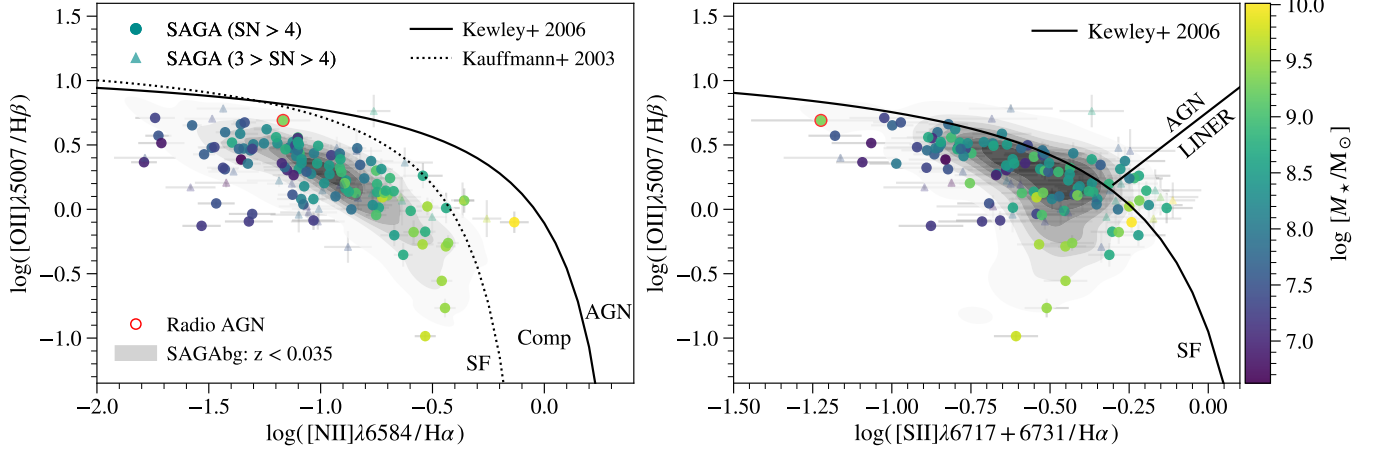 SAGA (SN > 4)
SAGA (3 > SN > 4)
Kewley+ 2006
Kauffmann+ 2003
Radio AGN
SAGAbg: z < 0.035
SF
Comp
AGN
1.5
1.0
0.5
0.0
−0.5
−1.0
log([OII]λ5007/Hβ)
−2.0 −1.5 −1.0 −0.5 0.0
log([NII]λ6584/Hα)
Kewley+ 2006
AGN
LINER
SF
1.5
1.0
0.5
0.0
−0.5
−1.0
log([OII]λ5007/Hβ)
−1.50 −1.25 −1.00 −0.75 −0.50 −0.25 0.00
log([SII]λ6717+6731/Hα)
10.0
9.5
9.0
8.5
8.0
7.5
7.0
log [M⋆/M⊙]